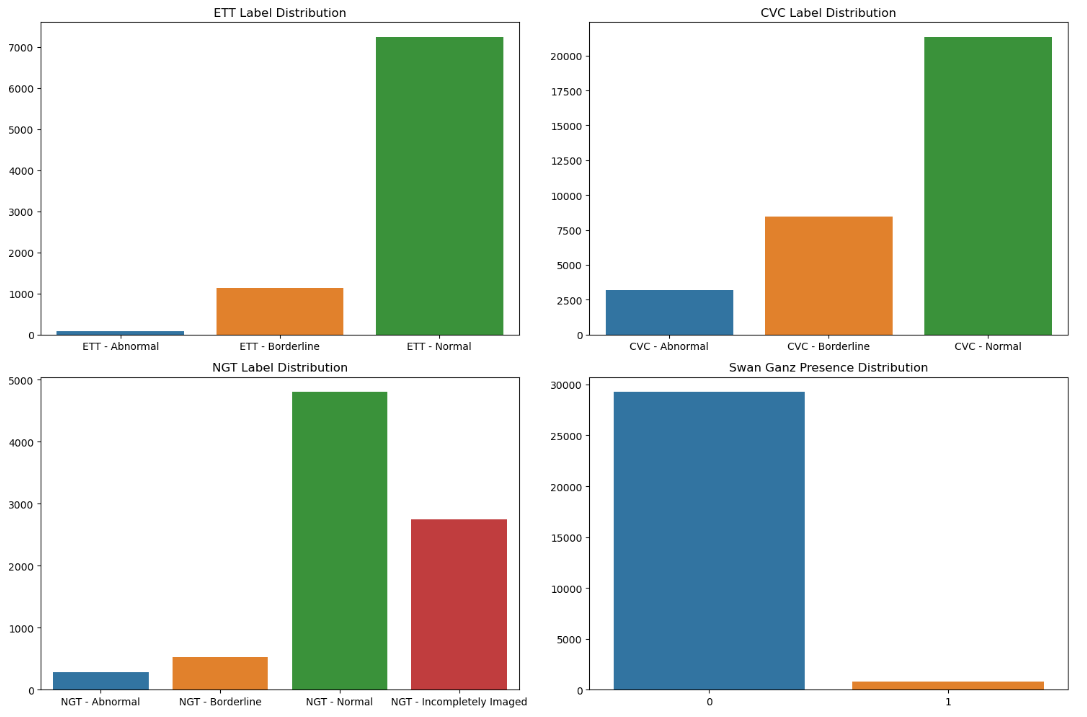 ETT Label Distribution
7000
6000
5000
4000
3000
2000
1000
0
ETT - Abnormal
ETT - Borderline
ETT - Normal
CVC Label Distribution
20000
17500
15000
12500
10000
7500
5000
2500
0
CVC - Abnormal
CVC - Borderline
CVC - Normal
NGT Label Distribution
5000
4000
3000
2000
1000
0
NGT - Abnormal
NGT - Borderline
NGT - Normal
NGT - Incompletely Imaged
Swan Ganz Presence Distribution
30000
25000
20000
15000
10000
5000
0
0
1